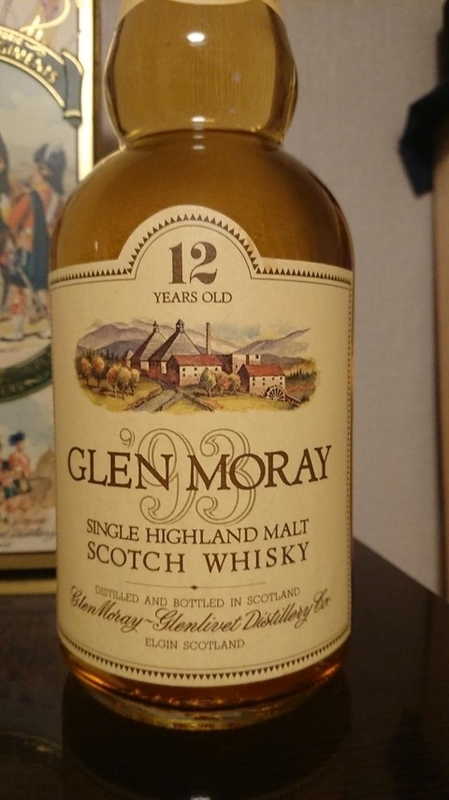 GIMENTS
12
YEARS OLD
'93
GLEN MORAY
SINGLE HIGHLAND MALT
SCOTCH WHISKY
DISTILLED AND BOTTLED IN SCOTLAND
Glen Moray-Glenlivet Distillery Co.
ELGIN SCOTLAND